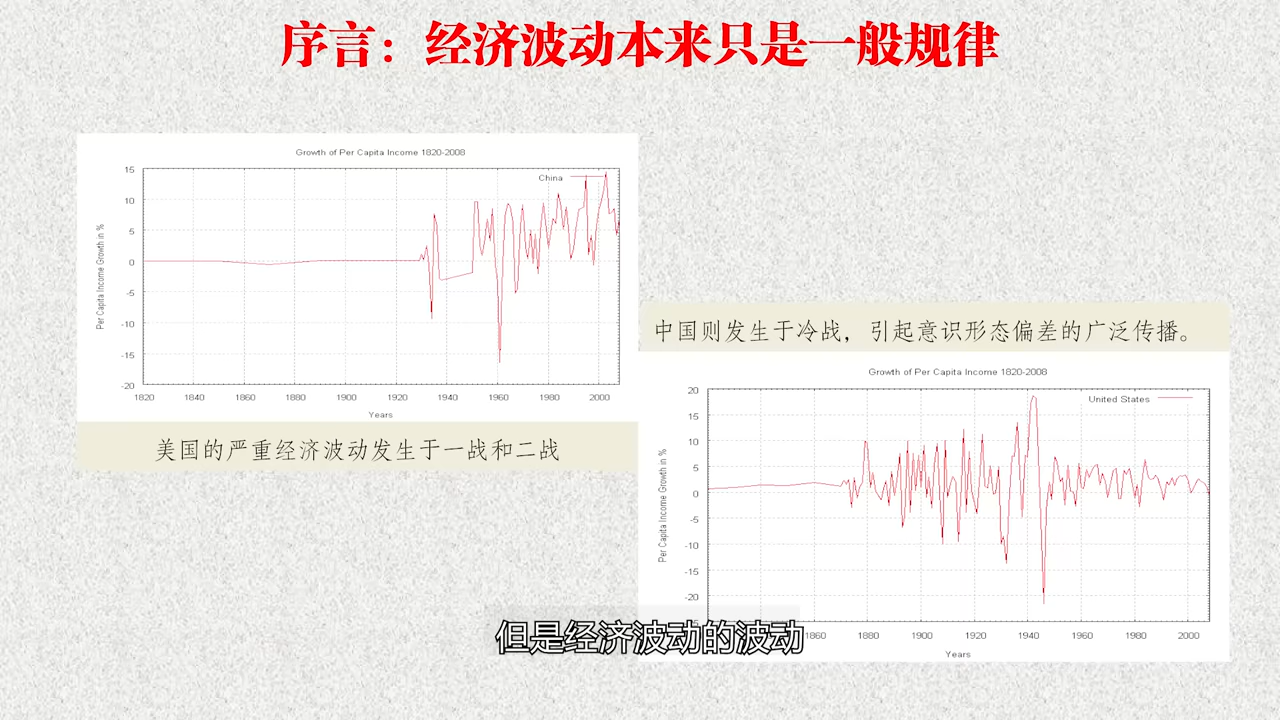 序言：经济波动本来只是一般规律
Growth of Per Capita Income 1820-2008
China
Per Capita Income Growth in %
15
10
5
0
-5
-10
-15
-20
1820 1840 1860 1880 1900 1920 1940 1960 1980 2000
Years
美国的严重经济波动发生于一战和二战
中国则发生于冷战，引起意识形态偏差的广泛传播。
Growth of Per Capita Income 1820-2008
United States
Per Capita Income Growth in %
20
15
10
5
0
-5
-10
-15
-20
1860 1880 1900 1920 1940 1960 1980 2000
Years
但是经济波动的波动